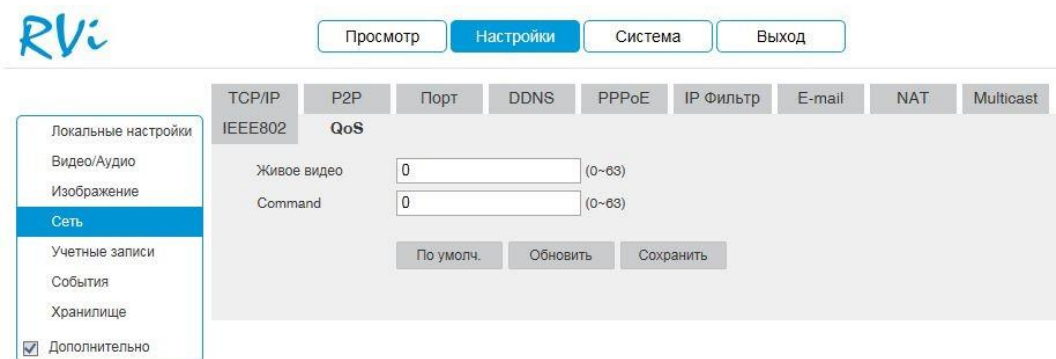 RVi
Просмотр Настройки Система Выход
TCP/IP P2P Порт DDNS PPPoE IP Фильтр E-mail NAT Multicast
IEEE802 QoS
Локальные настройки
Видео/Аудио
Изображение
Сеть
Учетные записи
События
Хранилище
Дополнительно
Живое видео 0 (0~63)
Command 0 (0~63)
По умолч. Обновить Сохранить